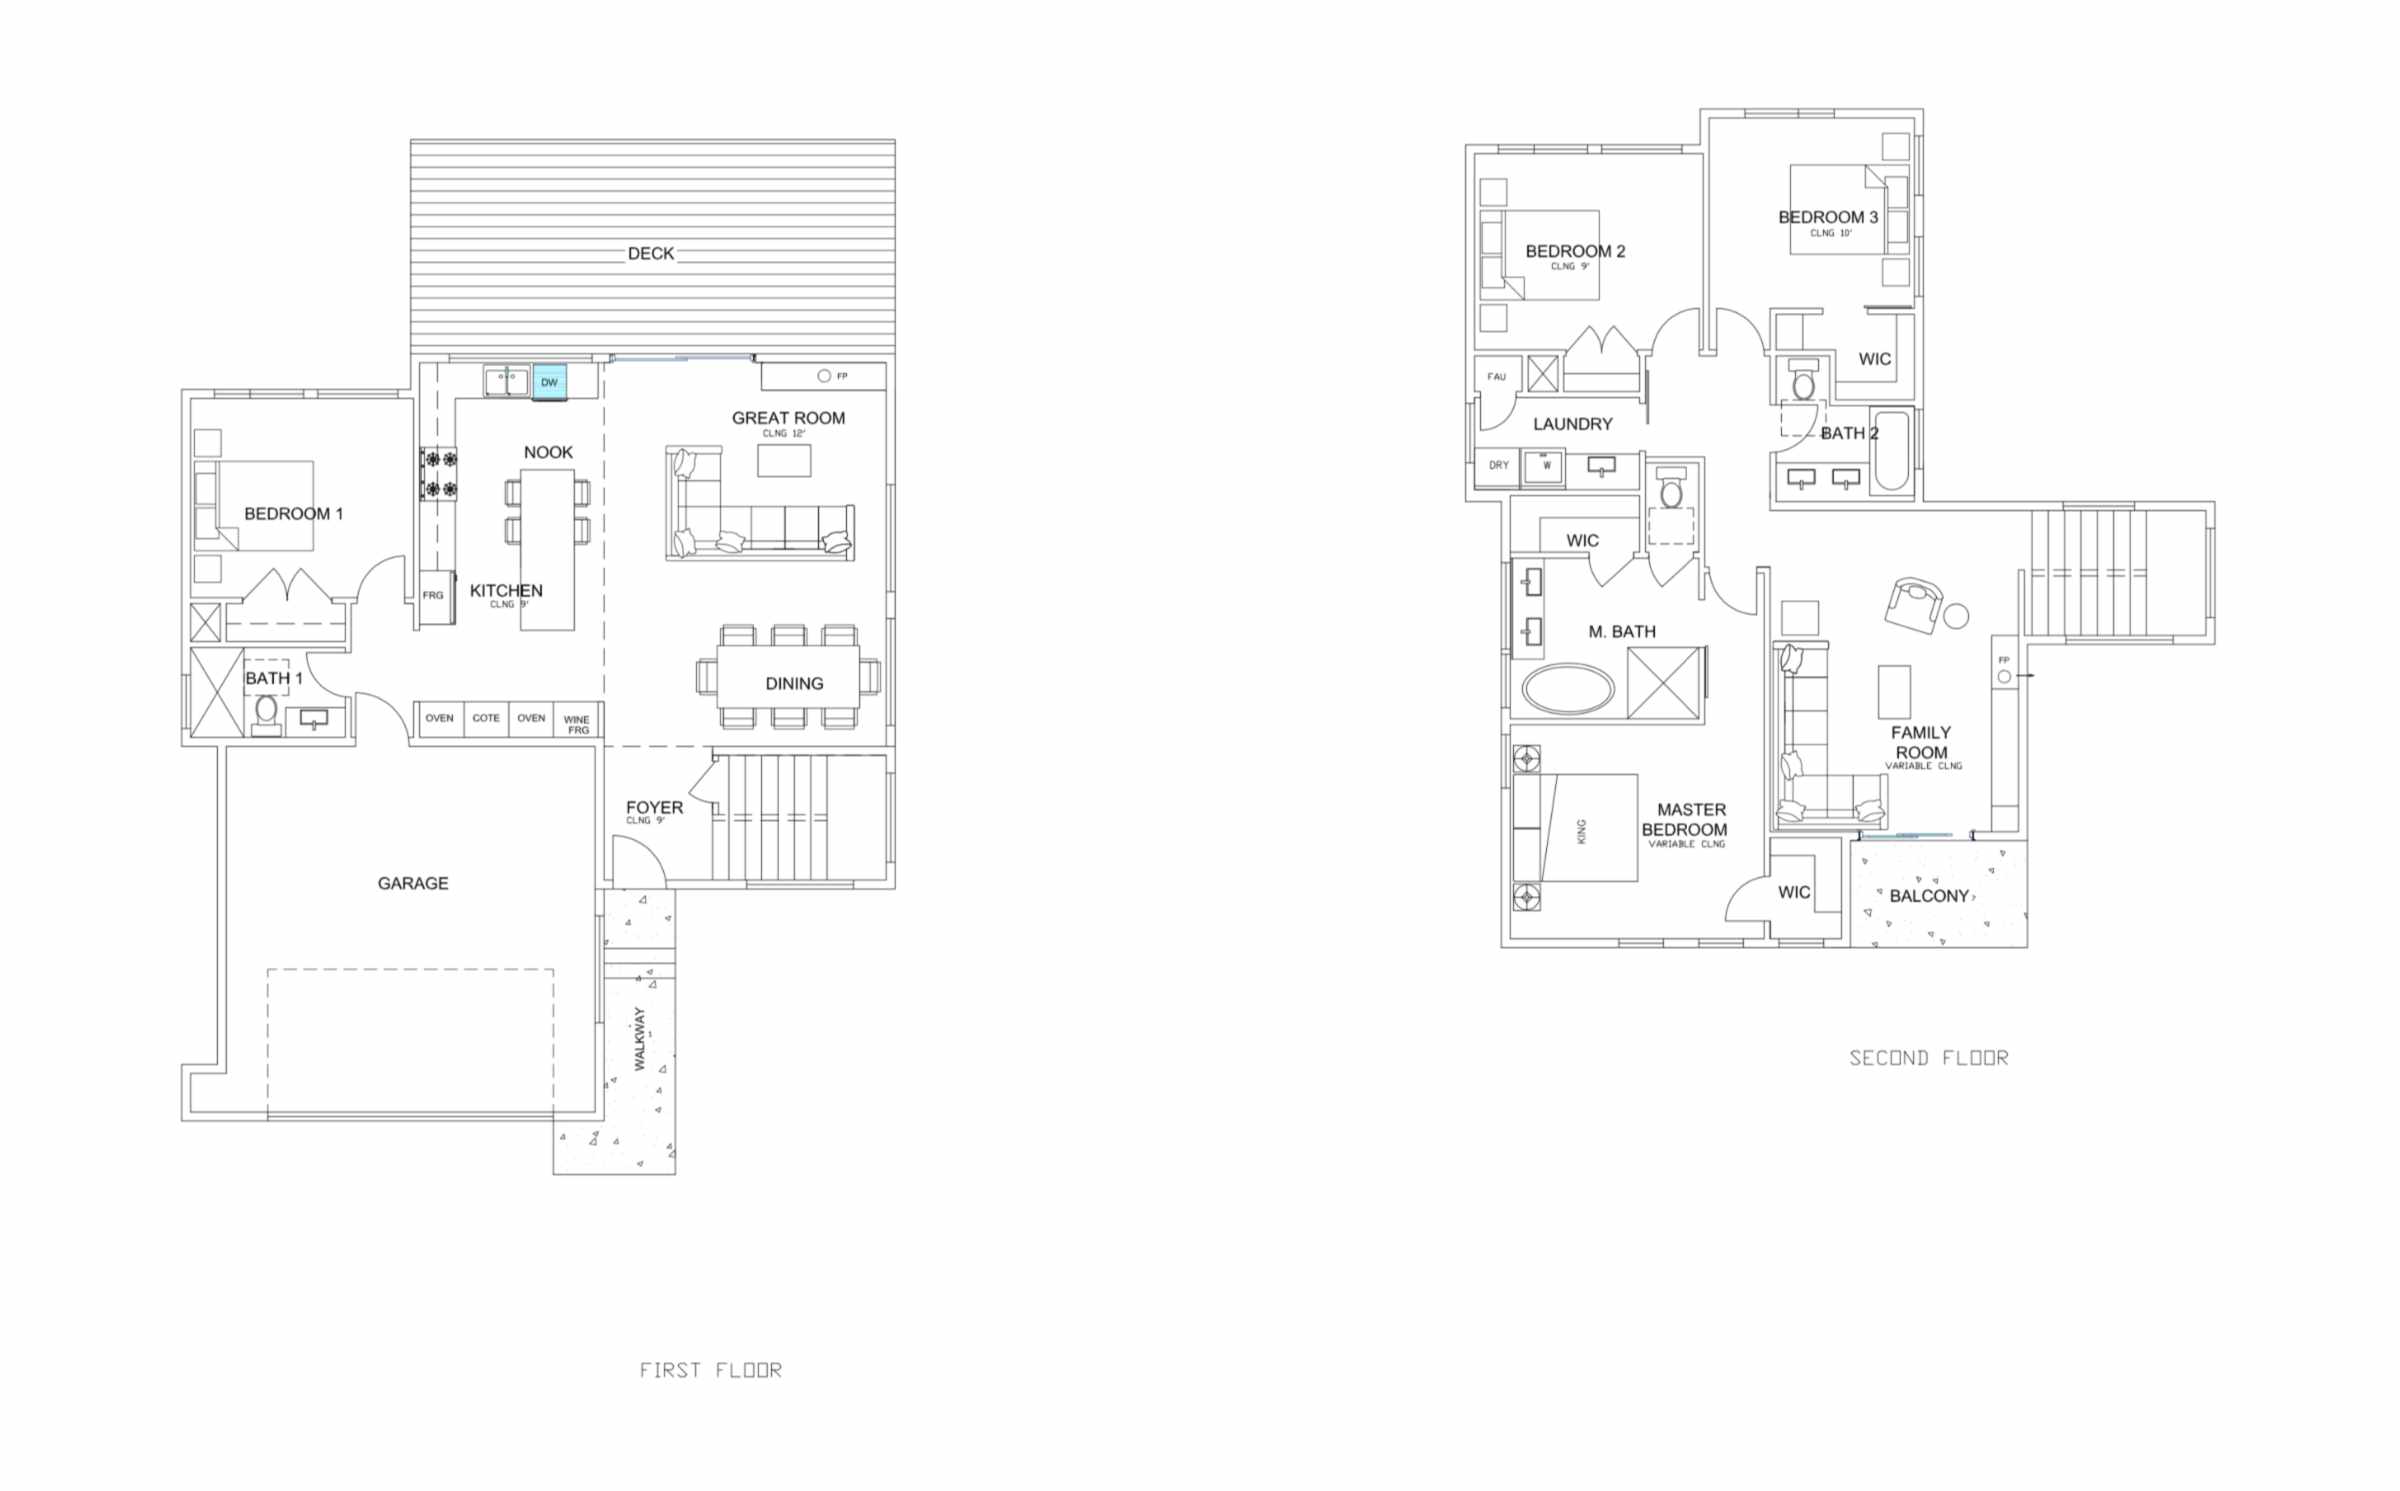 DECK
DW
FP
GREAT ROOM
CLNG 12'
NOOK
BEDROOM 1
KITCHEN
CLNG 9'
FRG
BATH 1
DINING
OVEN
COTE
OVEN
WINE
FRG
FOYER
CLNG 9'
GARAGE
WALKWAY
FIRST FLOOR
BEDROOM 3
CLNG 10'
BEDROOM 2
CLNG 9'
WIC
FAU
LAUNDRY
BATH 2
DRY
W
WIC
M. BATH
FP
FAMILY
ROOM
VARIABLE CLNG
MASTER
BEDROOM
VARIABLE CLNG
KING
WIC
BALCONY
SECOND FLOOR